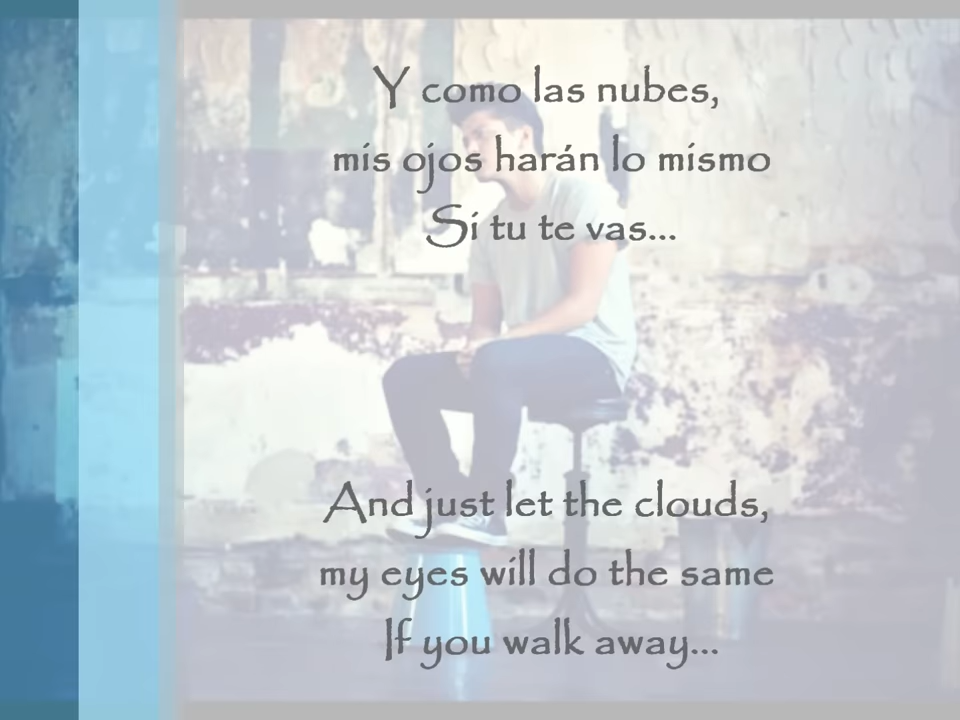 Y como las nubes,
mis ojos harán lo mismo
Si tu te vas...
And just let the clouds,
my eyes will do the same
If you walk away...